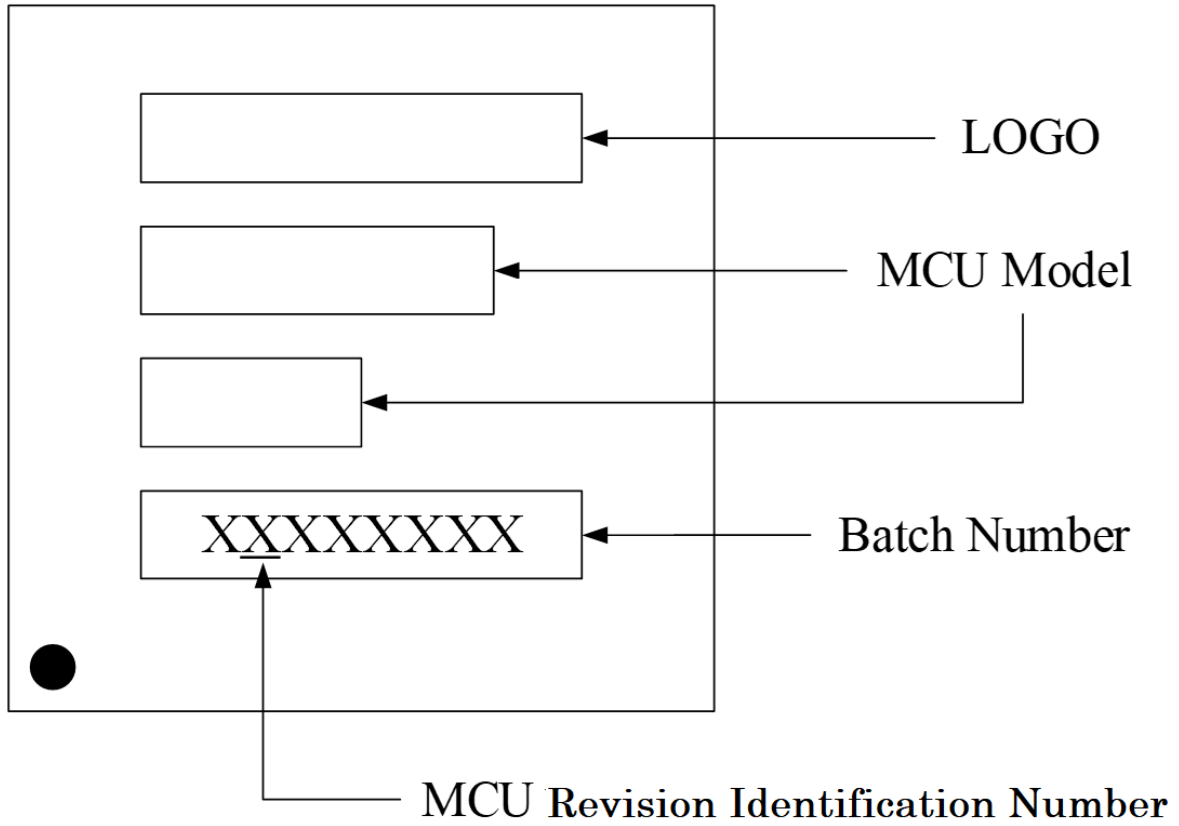 LOGO
MCU Model
XXXXXXXX
Batch Number
MCU Revision Identification Number